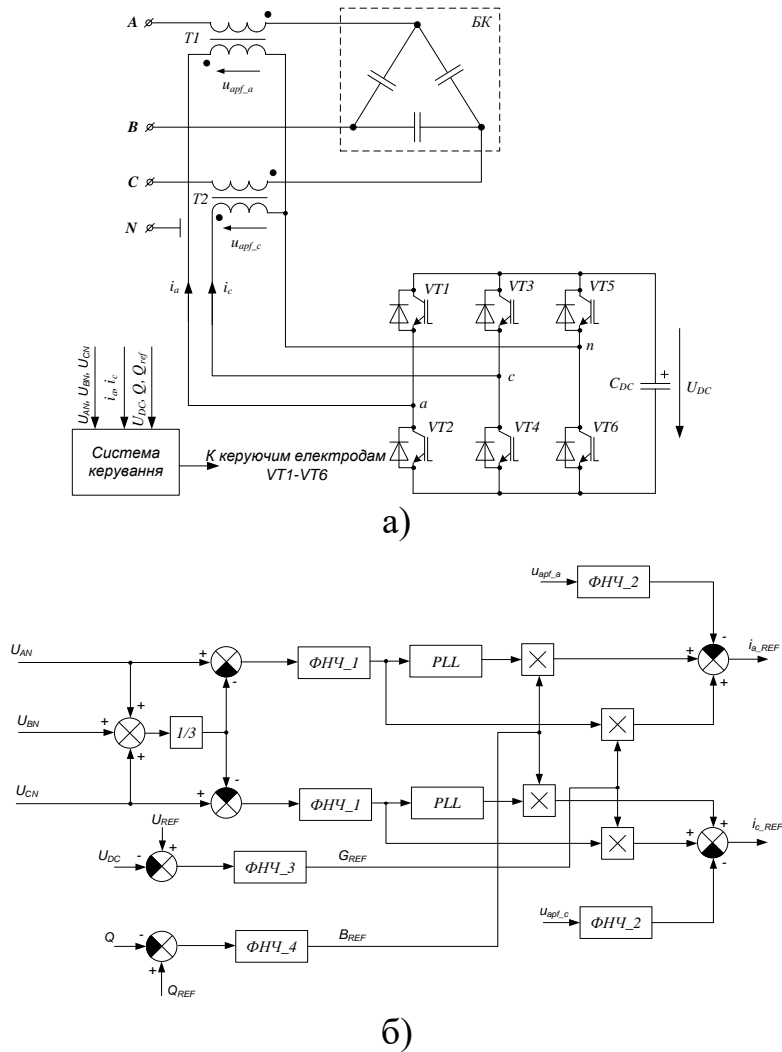 A
T1
u_apf_a
БК
B
C
T2
N
u_apf_c
i_a
i_c
VT1
VT3
VT5
n
c
a
C_DC
+
U_DC
U_AN, U_BN, U_CN
i_a, i_c
U_DC, Q, Q_ref
VT2
VT4
VT6
Система
керування
К керуючим електродам
VT1-VT6
а)
u_apf_a
ФНЧ_2
-
U_AN
+
-
ФНЧ_1
PLL
×
+
i_a_REF
+
+
U_BN
+
1/3
×
+
-
U_CN
+
ФНЧ_1
PLL
×
U_REF
+
i_c_REF
U_DC
-
+
ФНЧ_3
G_REF
×
+
-
u_apf_c
ФНЧ_2
Q
-
ФНЧ_4
B_REF
+
Q_REF
б)